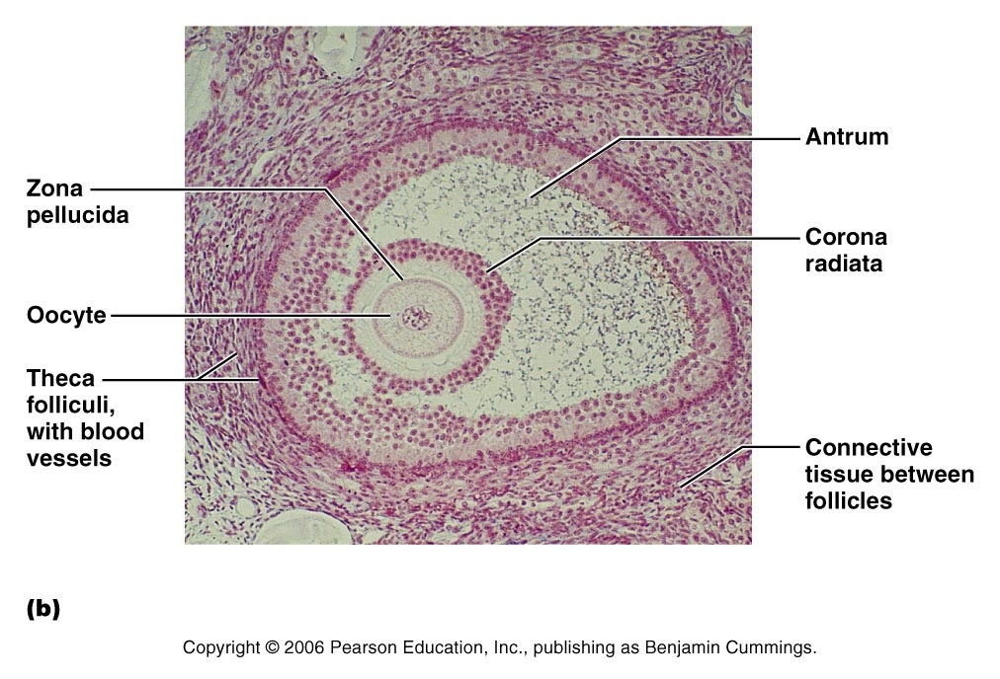 Antrum
Zona
pellucida
Corona
radiata
Oocyte
Theca
folliculi,
with blood
vessels
Connective
tissue between
follicles
(b)
Copyright © 2006 Pearson Education, Inc., publishing as Benjamin Cummings.